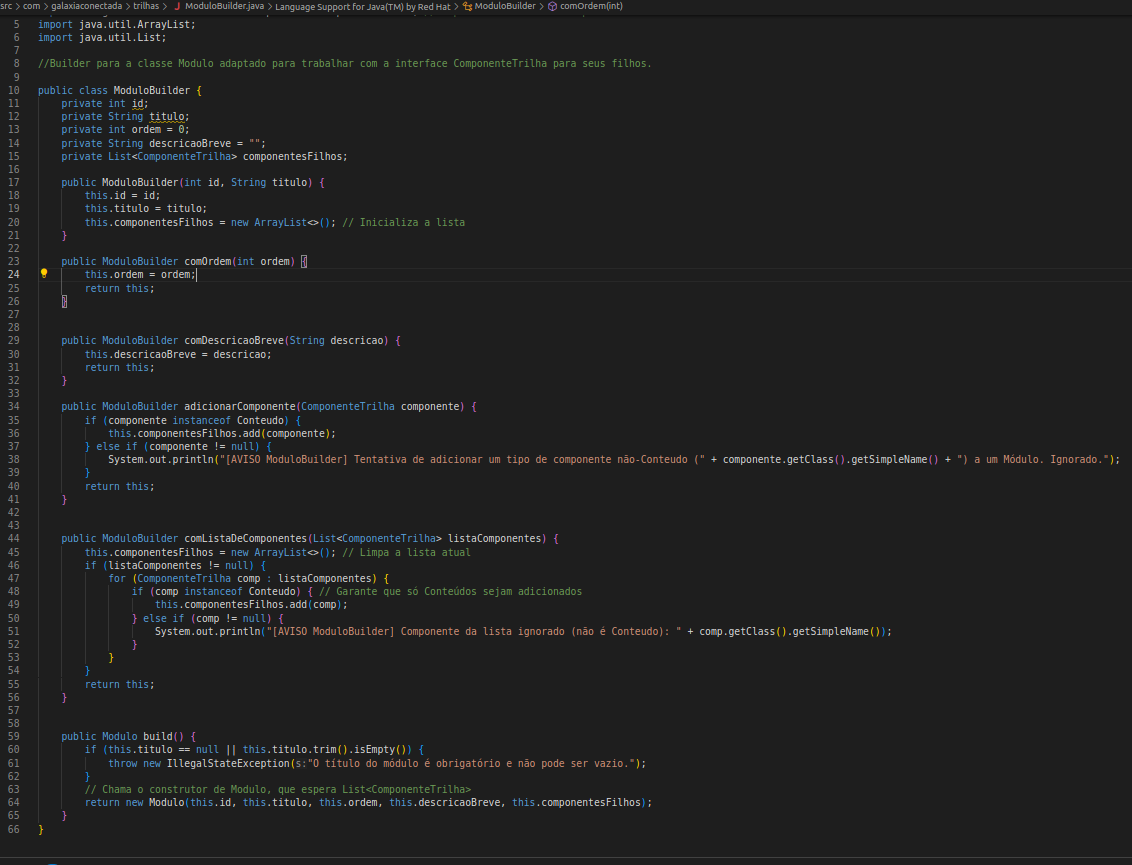 src > com > galaxiaconectada > trilhas > J ModuloBuilder.java > Language Support for Java(TM) by Red Hat > ModuloBuilder > comOrdem(int)
5 import java.util.ArrayList;
6 import java.util.List;
7
8 //Builder para a classe Modulo adaptado para trabalhar com a interface ComponenteTrilha para seus filhos.
9
10 public class ModuloBuilder {
11 private int id;
12 private String titulo;
13 private int ordem = 0;
14 private String descricaoBreve = "";
15 private List<ComponenteTrilha> componentesFilhos;
16
17 public ModuloBuilder(int id, String titulo) {
18 this.id = id;
19 this.titulo = titulo;
20 this.componentesFilhos = new ArrayList<>(); // Inicializa a lista
21 }
22
23 public ModuloBuilder comOrdem(int ordem) {
24 this.ordem = ordem;
25 return this;
26 }
27
28
29 public ModuloBuilder comDescricaoBreve(String descricao) {
30 this.descricaoBreve = descricao;
31 return this;
32 }
33
34 public ModuloBuilder adicionarComponente(ComponenteTrilha componente) {
35 if (componente instanceof Conteudo) {
36 this.componentesFilhos.add(componente);
37 } else if (componente != null) {
38 System.out.println("[AVISO ModuloBuilder] Tentativa de adicionar um tipo de componente não-Conteudo (" + componente.getClass().getSimpleName() + ") a um Módulo. Ignorado.");
39 }
40 return this;
41 }
42
43
44 public ModuloBuilder comListaDeComponentes(List<ComponenteTrilha> listaComponentes) {
45 this.componentesFilhos = new ArrayList<>(); // Limpa a lista atual
46 if (listaComponentes != null) {
47 for (ComponenteTrilha comp : listaComponentes) {
48 if (comp instanceof Conteudo) { // Garante que só Conteúdos sejam adicionados
49 this.componentesFilhos.add(comp);
50 } else if (comp != null) {
51 System.out.println("[AVISO ModuloBuilder] Componente da lista ignorado (não é Conteudo): " + comp.getClass().getSimpleName());
52 }
53 }
54 }
55 return this;
56 }
57
58
59 public Modulo build() {
60 if (this.titulo == null || this.titulo.trim().isEmpty()) {
61 throw new IllegalStateException(s:"O título do módulo é obrigatório e não pode ser vazio.");
62 }
63 // Chama o construtor de Modulo, que espera List<ComponenteTrilha>
64 return new Modulo(this.id, this.titulo, this.ordem, this.descricaoBreve, this.componentesFilhos);
65 }
66 }